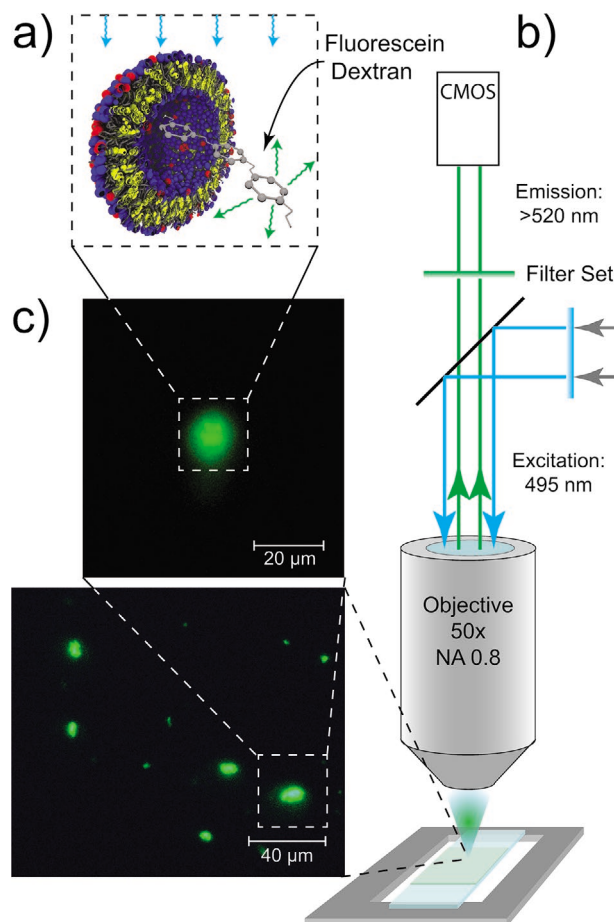 a)
Fluorescein
Dextran
b)
CMOS
Emission:
>520 nm
Filter Set
c)
Excitation:
495 nm
20 µm
Objective
50x
NA 0.8
40 µm